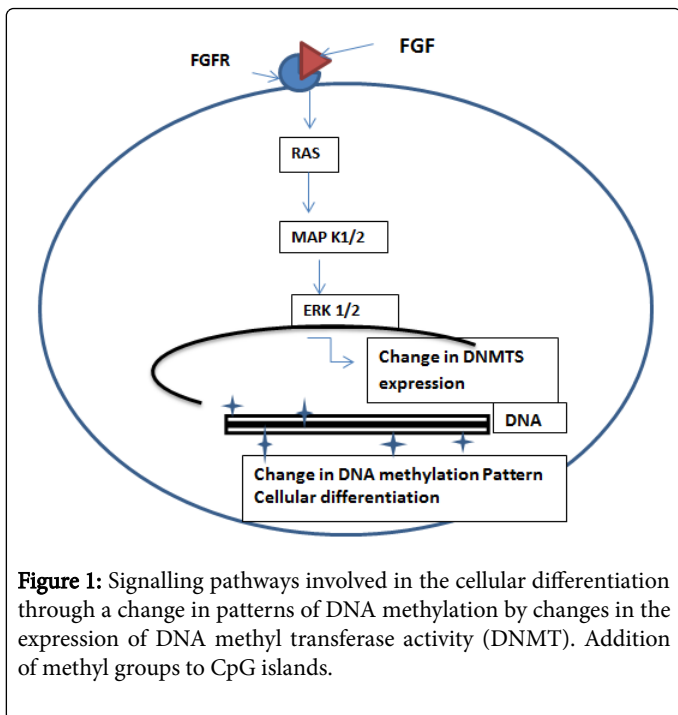 FGFR
FGF
RAS
MAP K1/2
ERK 1/2
Change in DNMTS
expression
DNA
Change in DNA methylation Pattern
Cellular differentiation
Figure 1: Signalling pathways involved in the cellular differentiation
through a change in patterns of DNA methylation by changes in the
expression of DNA methyl transferase activity (DNMT). Addition
of methyl groups to CpG islands.